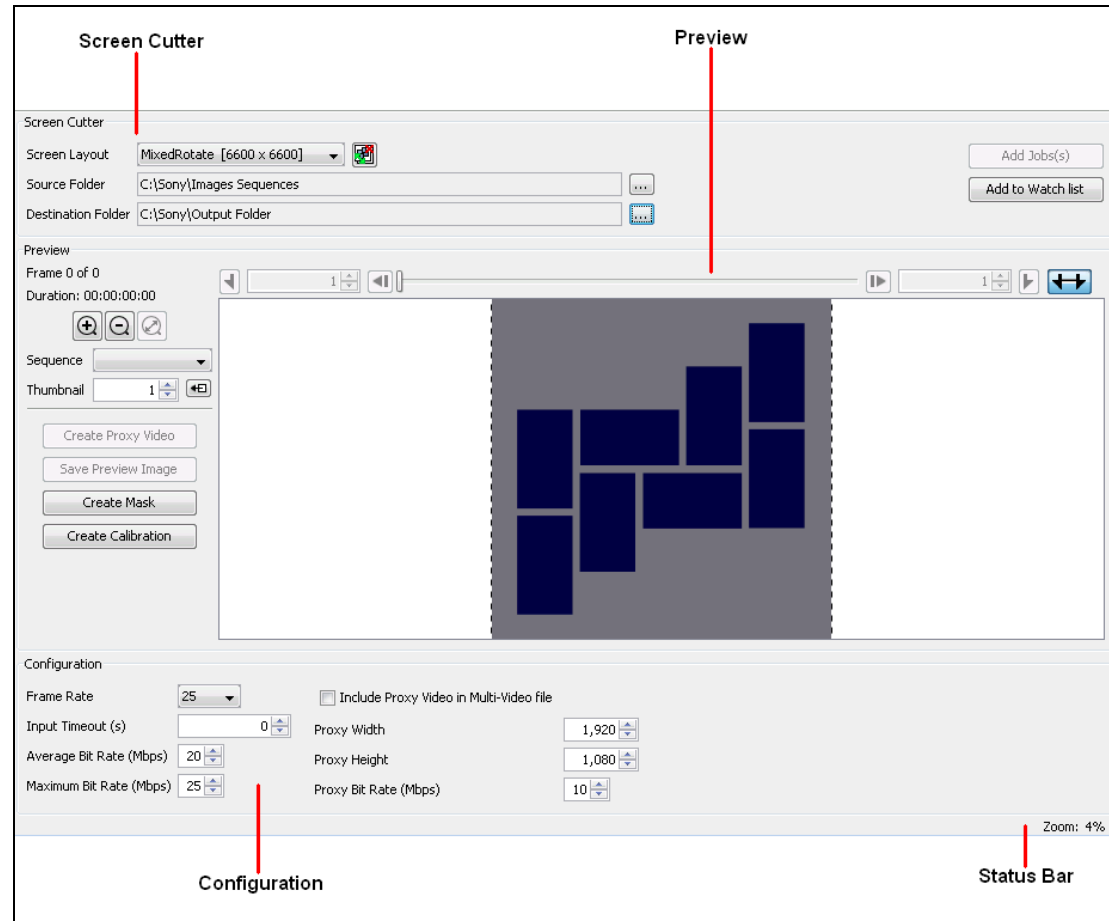 Screen Cutter
Preview
Screen Cutter
Screen Layout MixedRotate [6600 x 6600]
Add Jobs(s)
Source Folder C:\Sony\Images Sequences ...
Add to Watch list
Destination Folder C:\Sony\Output Folder ...
Preview
Frame 0 of 0
1 1
Duration: 00:00:00:00
Sequence
Thumbnail 1
Create Proxy Video
Save Preview Image
Create Mask
Create Calibration
Configuration
Frame Rate 25 Include Proxy Video in Multi-Video file
Input Timeout (s) 0 Proxy Width 1,920
Average Bit Rate (Mbps) 20 Proxy Height 1,080
Maximum Bit Rate (Mbps) 25 Proxy Bit Rate (Mbps) 10
Zoom: 4%
Configuration
Status Bar